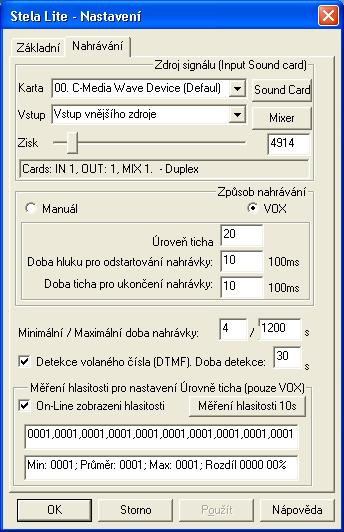 Stela Lite - Nastavení
Základní Nahrávání
Zdroj signálu (Input Sound card)
Karta 00. C-Media Wave Device (Defaul) Sound Card
Vstup Vstup vnějšího zdroje Mixer
Zisk 4914
Cards: IN 1, OUT: 1, MIX 1. - Duplex
Způsob nahrávání
Manuál VOX
Úroveň ticha 20
Doba hluku pro odstartování nahrávky: 10 100ms
Doba ticha pro ukončení nahrávky: 10 100ms
Minimální / Maximální doba nahrávky: 4 / 1200 s
Detekce volaného čísla (DTMF). Doba detekce: 30 s
Měření hlasitosti pro nastavení Úrovně ticha (pouze VOX)
On-Line zobrazeni hlasitosti Měření hlasitosti 10s
0001,0001,0001,0001,0001,0001,0001,0001,0001
Min: 0001; Průměr: 0001; Max: 0001; Rozdíl 0000 00%
OK Storno Použít Nápověda